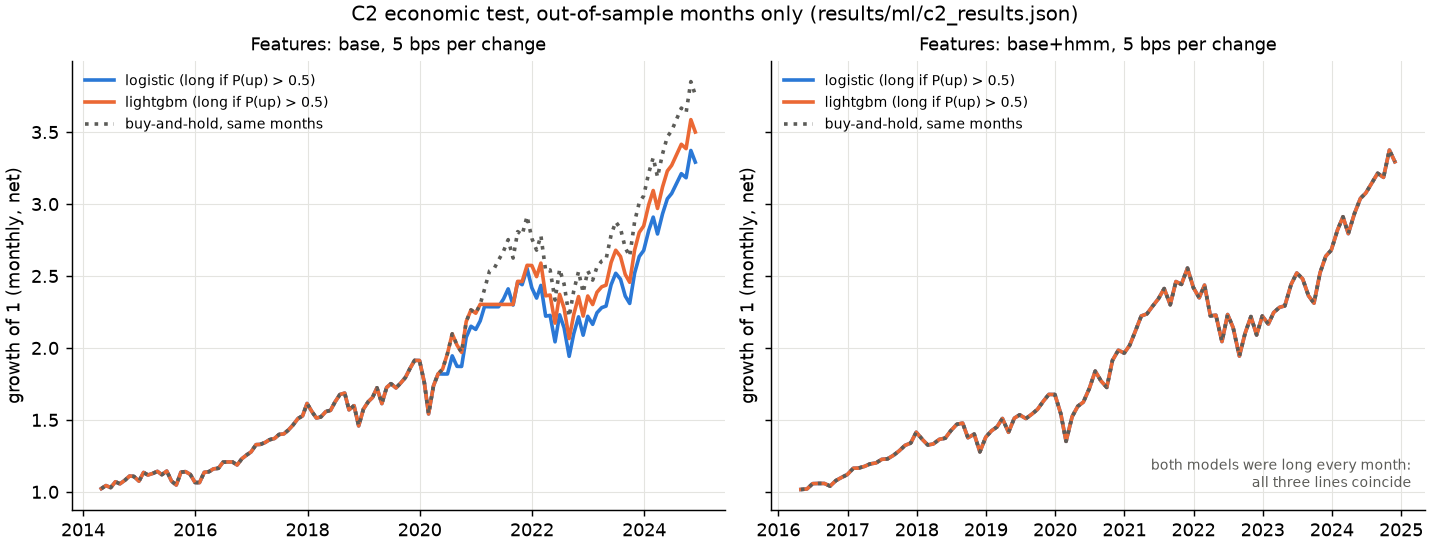 C2 economic test, out-of-sample months only (results/ml/c2_results.json)
Features: base, 5 bps per change
logistic (long if P(up) > 0.5)
lightgbm (long if P(up) > 0.5)
buy-and-hold, same months
growth of 1 (monthly, net)
3.5
3.0
2.5
2.0
1.5
1.0
2014 2016 2018 2020 2022 2024
Features: base+hmm, 5 bps per change
logistic (long if P(up) > 0.5)
lightgbm (long if P(up) > 0.5)
buy-and-hold, same months
growth of 1 (monthly, net)
both models were long every month:
all three lines coincide
2016 2017 2018 2019 2020 2021 2022 2023 2024 2025